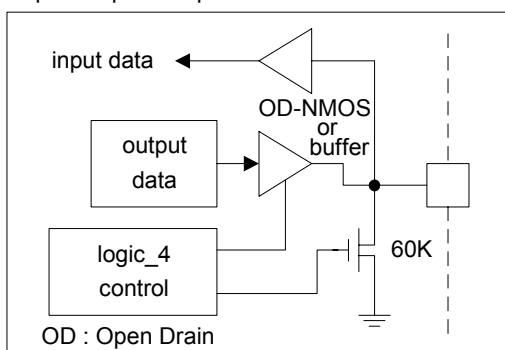 input data
OD-NMOS
or
buffer
output
data
60K
logic_4
control
OD : Open Drain